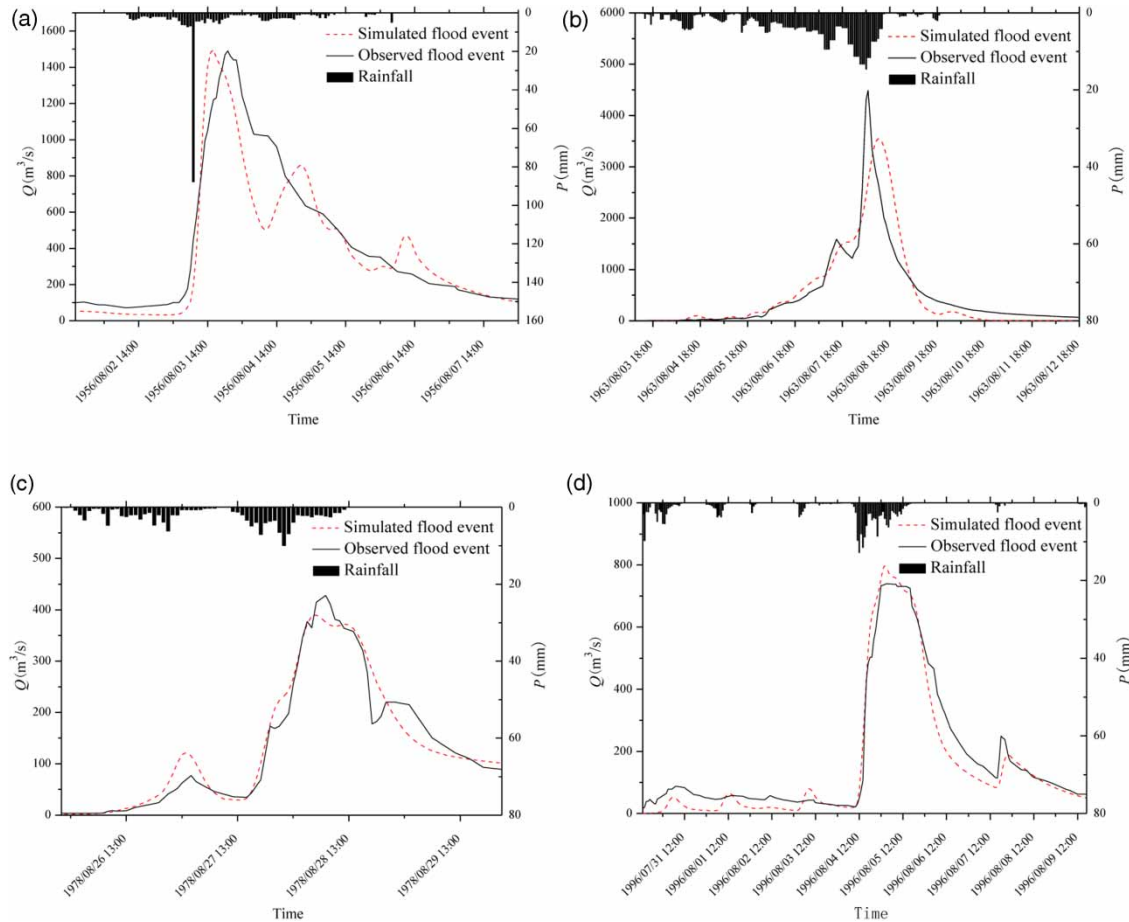 (a)
1600
1400
1200
1000
800
600
400
200
0
Q (m³/s)
0
20
40
60
80
100
120
140
160
P (mm)
Simulated flood event
Observed flood event
Rainfall
1956/08/02 14:00
1956/08/03 14:00
1956/08/04 14:00
1956/08/05 14:00
1956/08/06 14:00
1956/08/07 14:00
Time
(b)
6000
5000
4000
3000
2000
1000
0
Q (m³/s)
0
20
40
60
80
P (mm)
Simulated flood event
Observed flood event
Rainfall
1963/08/03 18:00
1963/08/04 18:00
1963/08/05 18:00
1963/08/06 18:00
1963/08/07 18:00
1963/08/08 18:00
1963/08/09 18:00
1963/08/10 18:00
1963/08/11 18:00
1963/08/12 18:00
Time
(c)
600
500
400
300
200
100
0
Q (m³/s)
0
20
40
60
80
P (mm)
Simulated flood event
Observed flood event
Rainfall
1978/08/26 13:00
1978/08/27 13:00
1978/08/28 13:00
1978/08/29 13:00
Time
(d)
1000
800
600
400
200
0
Q (m³/s)
0
20
40
60
80
P (mm)
Simulated flood event
Observed flood event
Rainfall
1996/07/31 12:00
1996/08/01 12:00
1996/08/02 12:00
1996/08/03 12:00
1996/08/04 12:00
1996/08/05 12:00
1996/08/06 12:00
1996/08/07 12:00
1996/08/08 12:00
1996/08/09 12:00
Time